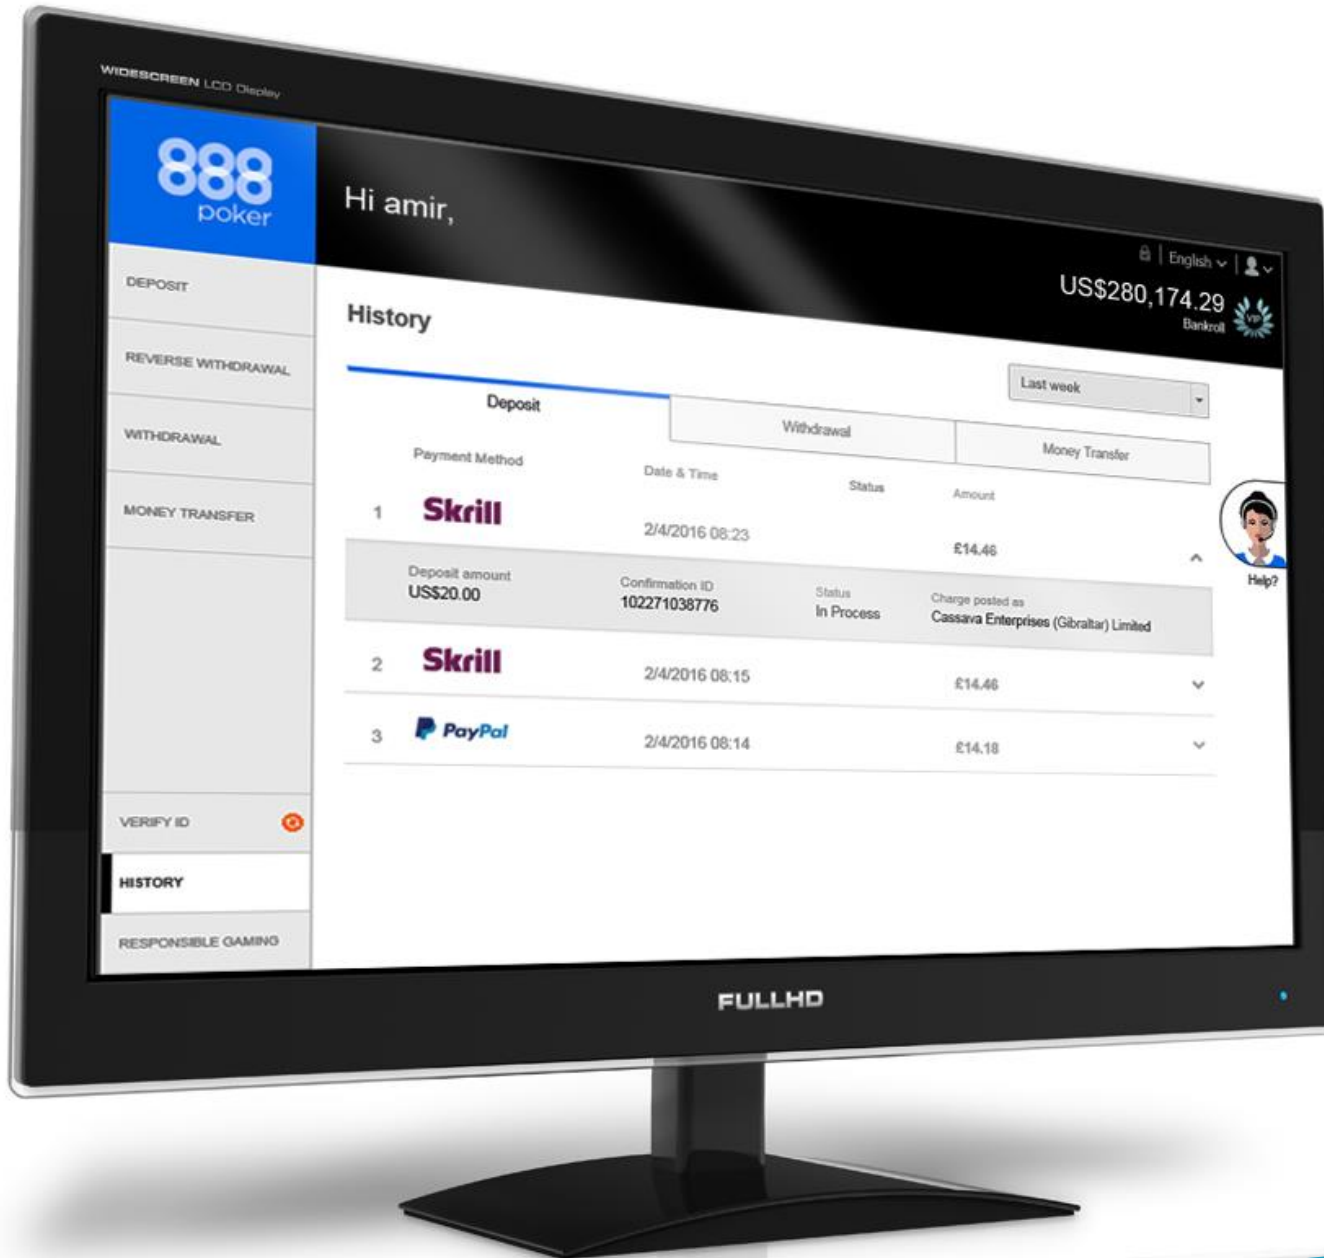 WIDESCREEN LCD Display
888
poker
Hi amir,
English
US$280,174.29
Bankroll
VIP
DEPOSIT
REVERSE WITHDRAWAL
WITHDRAWAL
MONEY TRANSFER
VERIFY ID
HISTORY
RESPONSIBLE GAMING
History
Last week
Deposit Withdrawal Money Transfer
Payment Method Date & Time Status Amount
1 Skrill 2/4/2016 08:23 £14.46
Deposit amount Confirmation ID Status Charge posted as
US$20.00 102271038776 In Process Cassava Enterprises (Gibraltar) Limited
2 Skrill 2/4/2016 08:15 £14.46
3 PayPal 2/4/2016 08:14 £14.18
Help?
FULLHD